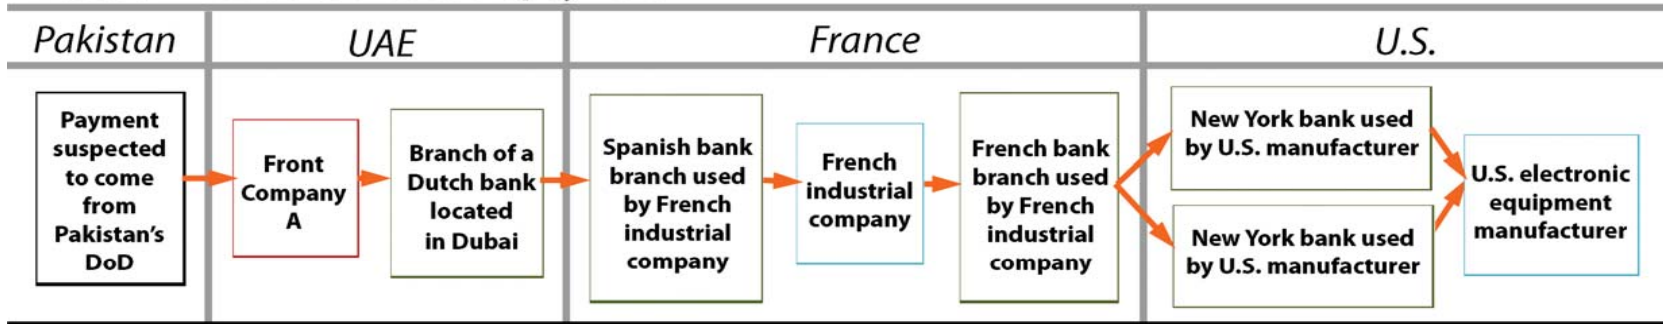 Pakistan
UAE
France
U.S.
Payment
suspected
to come
from
Pakistan's
DoD
Front
Company
A
Branch of a
Dutch bank
located
in Dubai
Spanish bank
branch used
by French
industrial
company
French
industrial
company
French bank
branch used
by French
industrial
company
New York bank used
by U.S. manufacturer
New York bank used
by U.S. manufacturer
U.S. electronic
equipment
manufacturer